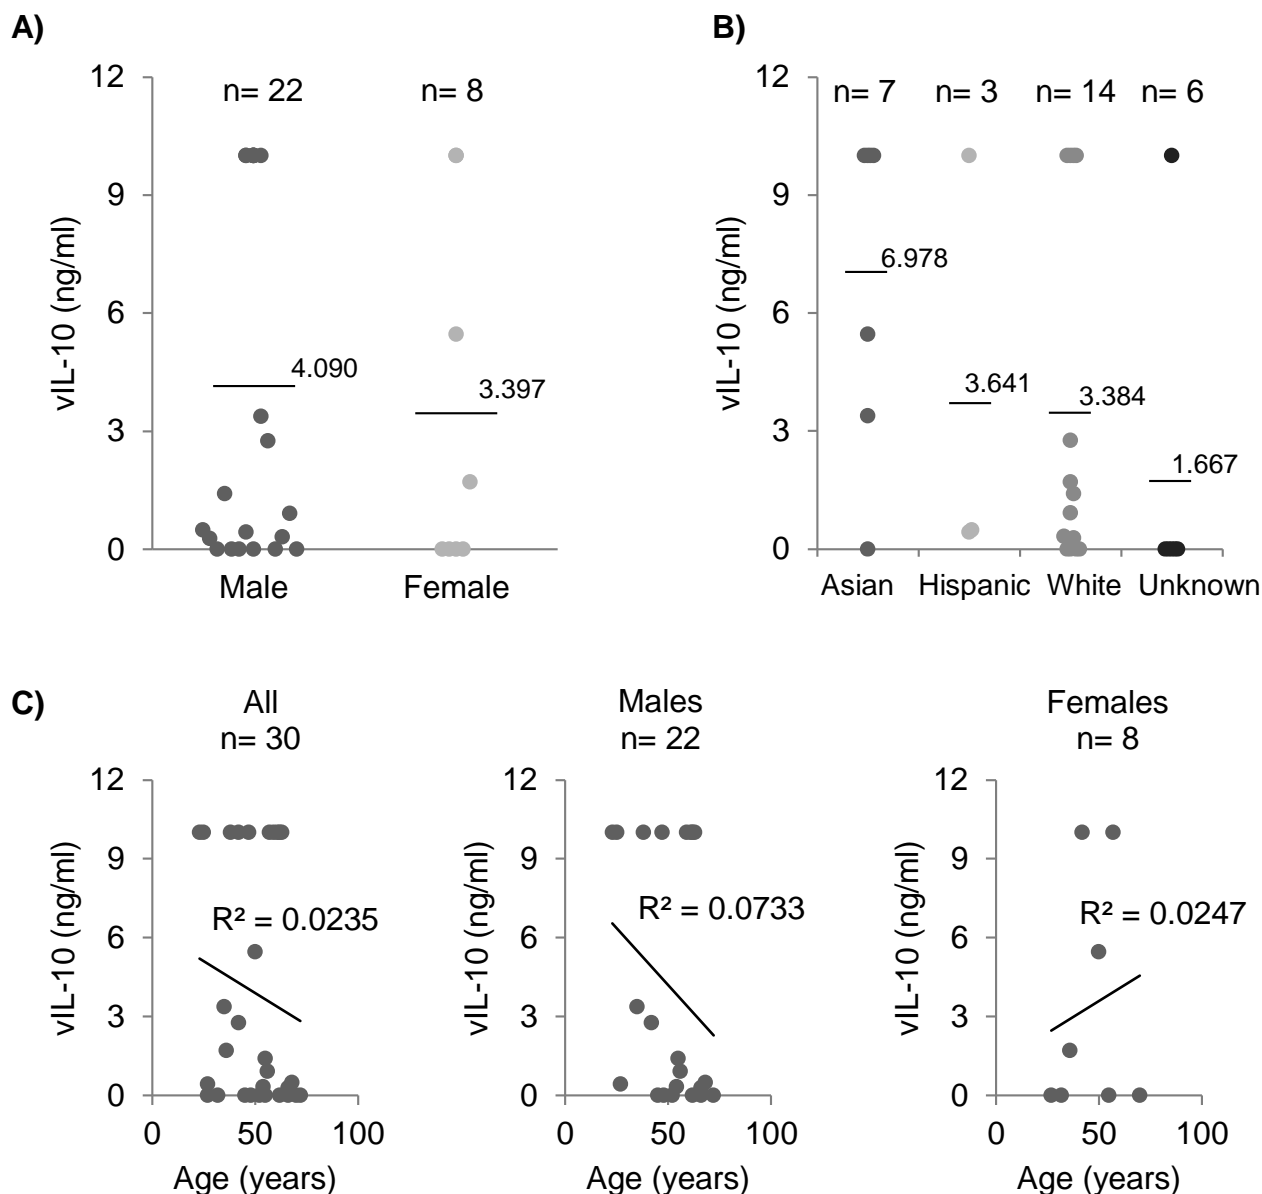 A)
12
9
6
3
0
vIL-10 (ng/ml)
n= 22
n= 8
4.090
3.397
Male
Female
B)
12
9
6
3
0
vIL-10 (ng/ml)
n= 7
n= 3
n= 14
n= 6
6.978
3.641
3.384
1.667
Asian
Hispanic
White
Unknown
C)
All
n= 30
12
9
6
3
0
vIL-10 (ng/ml)
R² = 0.0235
0
50
100
Age (years)
Males
n= 22
12
9
6
3
0
vIL-10 (ng/ml)
R² = 0.0733
0
50
100
Age (years)
Females
n= 8
12
9
6
3
0
vIL-10 (ng/ml)
R² = 0.0247
0
50
100
Age (years)